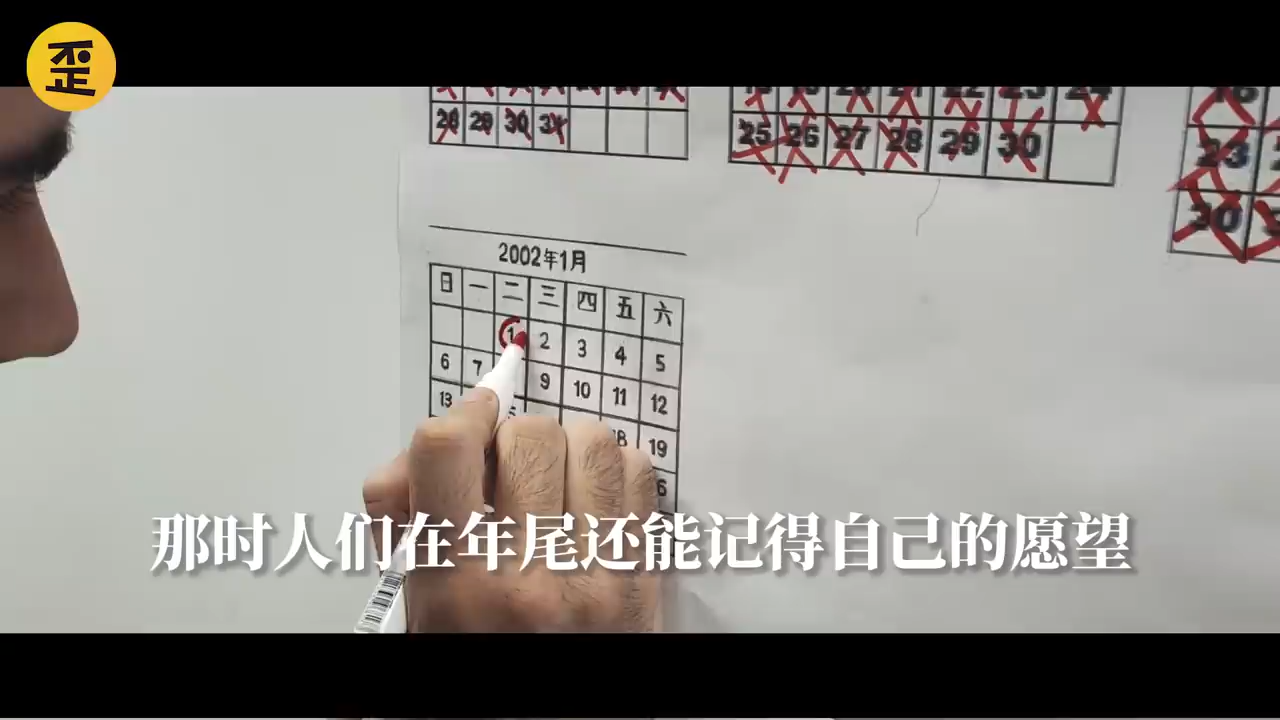 歪
28 29 30 31
25 26 27 28 29 30
23
30
2002年1月
日 一 二 三 四 五 六
1 2 3 4 5
6 7 9 10 11 12
13 18 19
那时人们在年尾还能记得自己的愿望